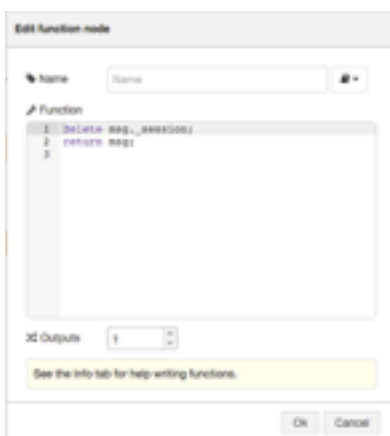 Edit function node
Name
Name
Function
1 Delete msg._session;
2 return msg;
3
Outputs
1
See the Info tab for help writing functions.
Ok
Cancel